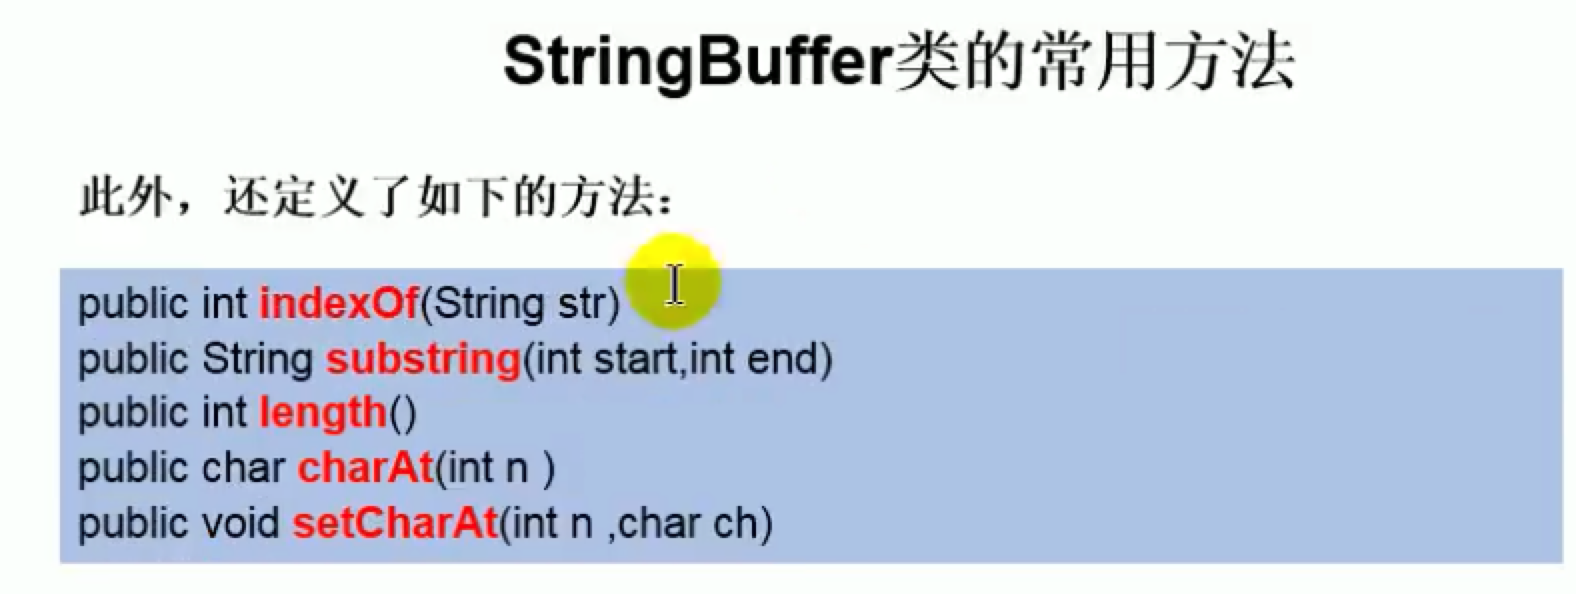 StringBuffer类的常用方法
此外，还定义了如下的方法：
public int indexOf(String str)
public String substring(int start,int end)
public int length()
public char charAt(int n )
public void setCharAt(int n ,char ch)